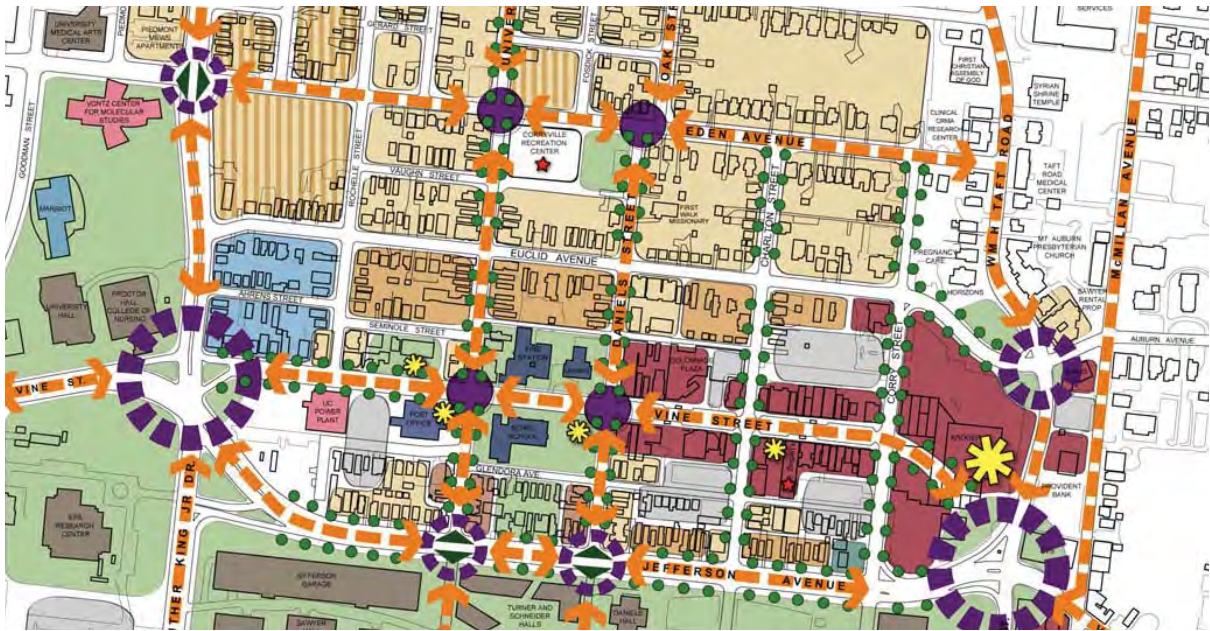 UNIVERSITY
MEDICAL ARTS
CENTER
PIEDMONT
MEWS
APARTMENTS
GERARD STREET
FOSDICK STREET
OAK ST
SERVICES
FIRST
CHRISTIAN
ASSEMBLY
OF GOD
SYRIAN
SHRINE
TEMPLE
VONTZ CENTER
FOR MOLECULAR
STUDIES
GOODMAN STREET
CORRYVILLE
RECREATION
CENTER
EDEN AVENUE
CLINICAL
RESEARCH
CENTER
WM H TAFT ROAD
TAFT
ROAD
MEDICAL
CENTER
ROCHELLE STREET
VAUGHN STREET
MARRIOT
FIRST
WALK
MISSIONARY
CHARLTON STREET
MT AUBURN
PRESBYTERIAN
CHURCH
MCMILLAN AVENUE
EUCLID AVENUE
DANIELS STREET
PREGNANCY
CARE
HORIZONS
SAWYER
RENTAL
PROP
UNIVERSITY
HALL
PROCTOR
HALL
COLLEGE OF
NURSING
AHRENS STREET
SEMINOLE STREET
FIRE
STATION
CORRY STREET
AUBURN AVENUE
VINE ST.
PLAZA
UC
POWER
PLANT
POST
OFFICE
SCHOOL
VINE STREET
KROGER
GLENDORA AVE
PROVIDENT
BANK
EPA
RESEARCH
CENTER
THER KING JR DR.
JEFFERSON
GARAGE
JEFFERSON AVENUE
TURNER AND
SCHNEIDER
HALLS
DANIELS
HALL
SAWYER